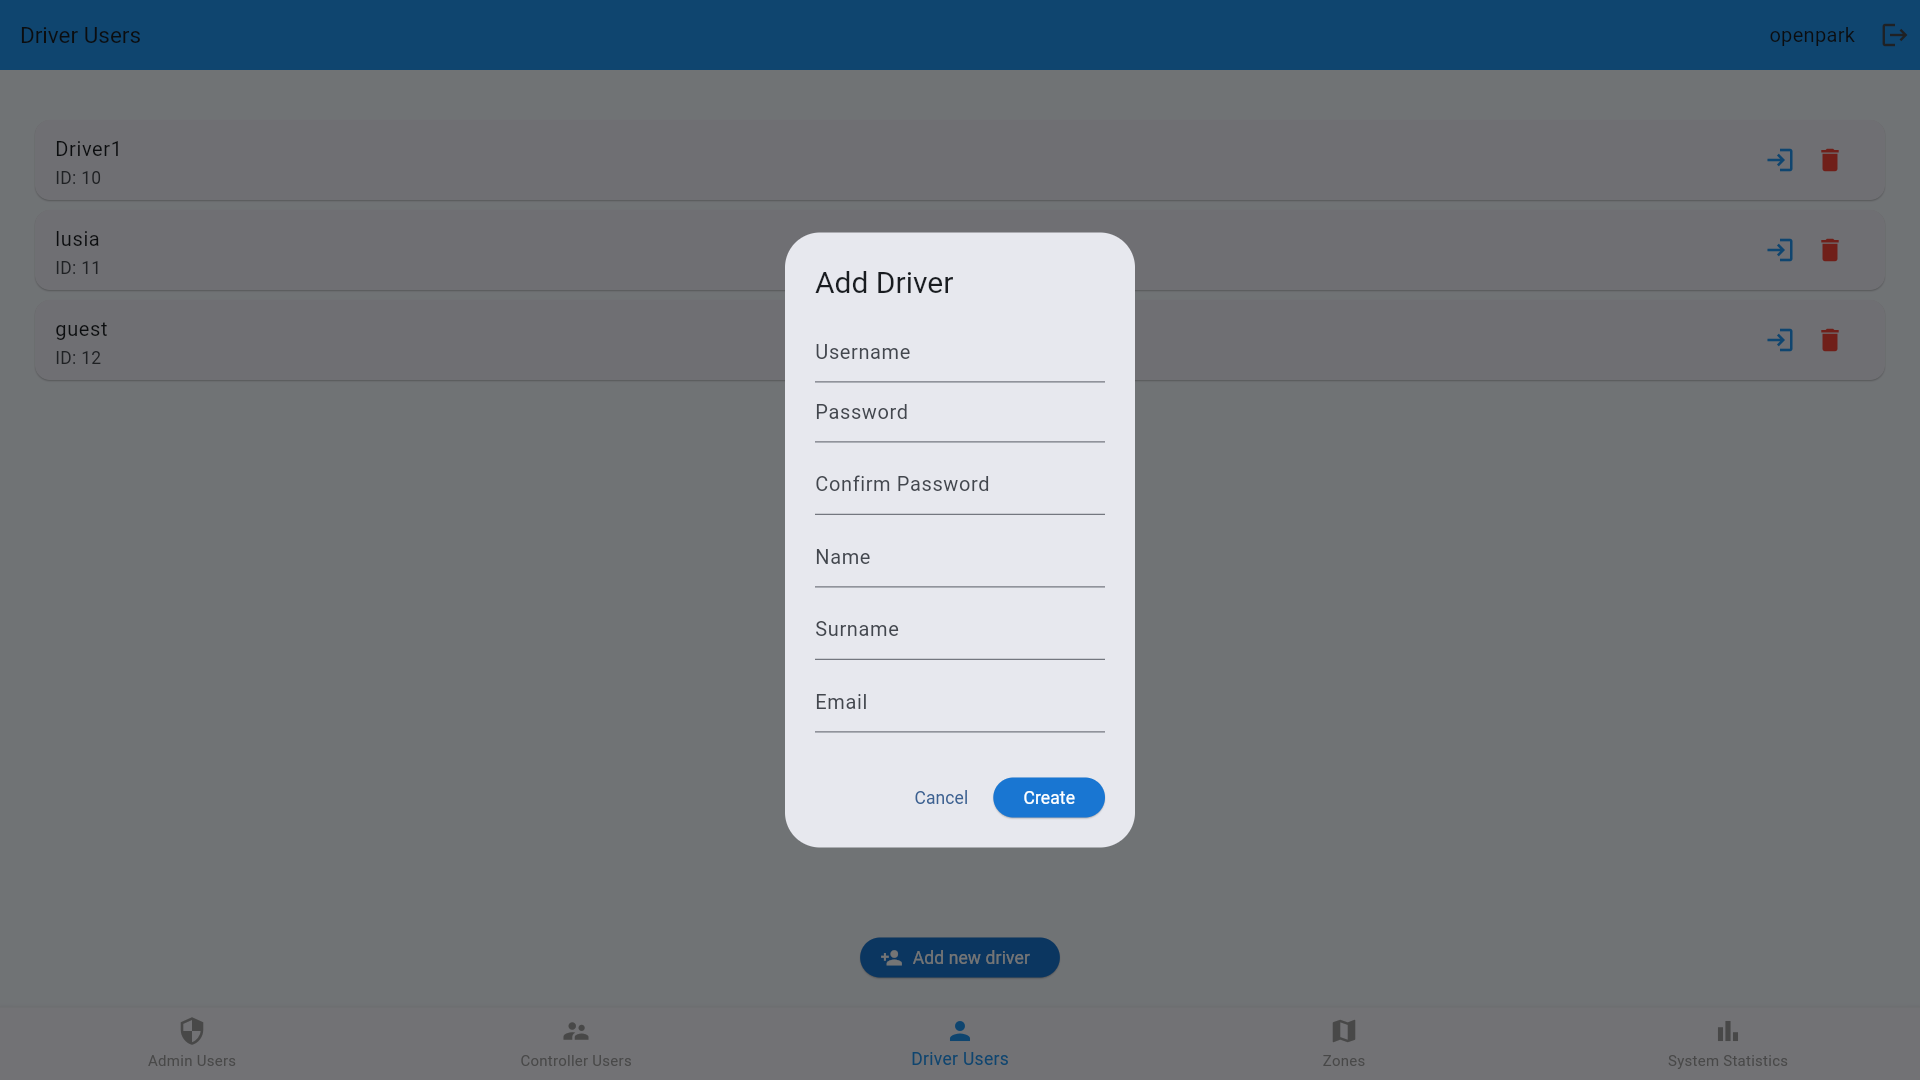 Driver Users
openpark
Driver1
ID: 10
lusia
ID: 11
guest
ID: 12
Add Driver
Username
Password
Confirm Password
Name
Surname
Email
Cancel
Create
Add new driver
Admin Users
Controller Users
Driver Users
Zones
System Statistics